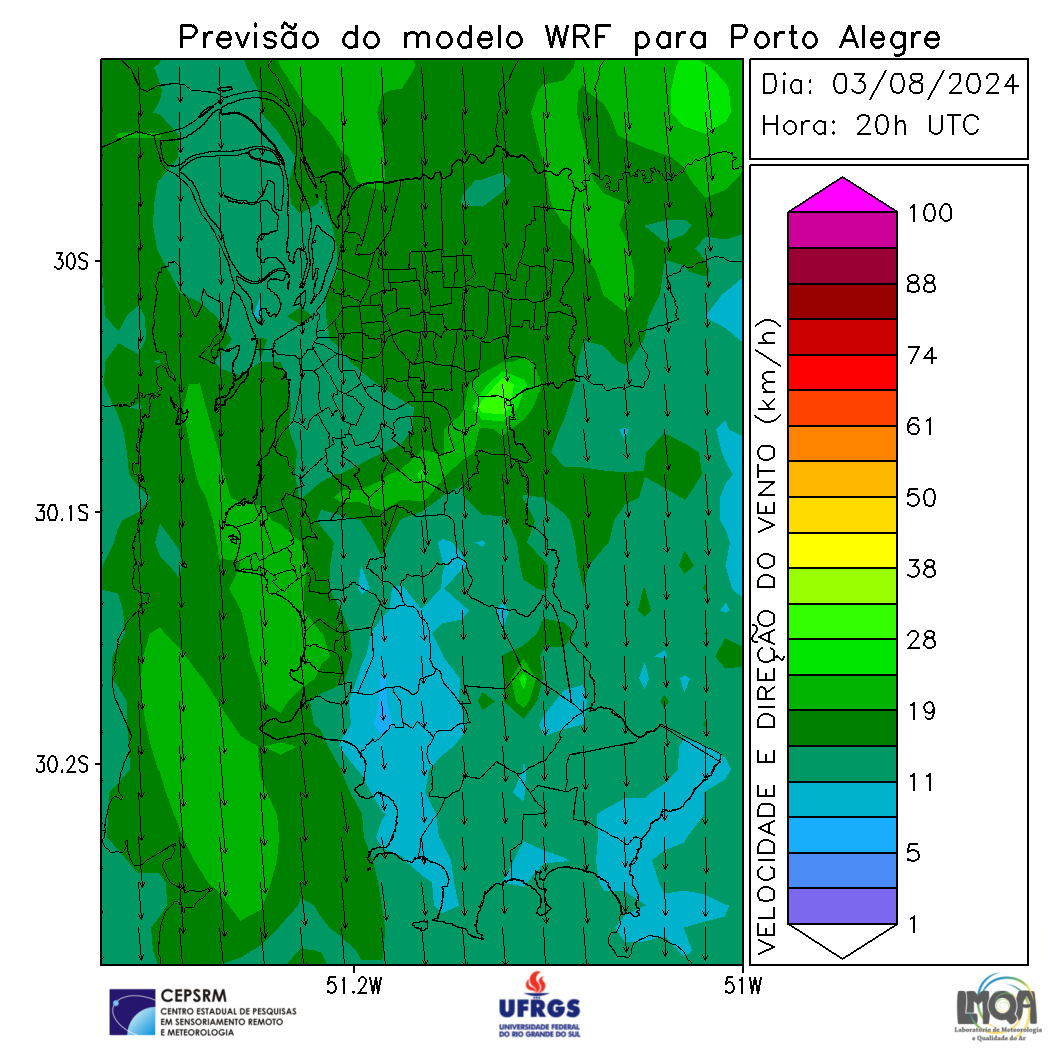 Previsão do modelo WRF para Porto Alegre
Dia: 03/08/2024
Hora: 20h UTC
30S
30.1S
30.2S
51.2W
51W
VELOCIDADE E DIREÇÃO DO VENTO (km/h)
100
88
74
61
50
38
28
19
11
5
1
CEPSRM
CENTRO ESTADUAL DE PESQUISAS
EM SENSORIAMENTO REMOTO
E METEOROLOGIA
UFRGS
UNIVERSIDADE FEDERAL
DO RIO GRANDE DO SUL
LMQA
Laboratório de Meteorologia
e Qualidade do Ar